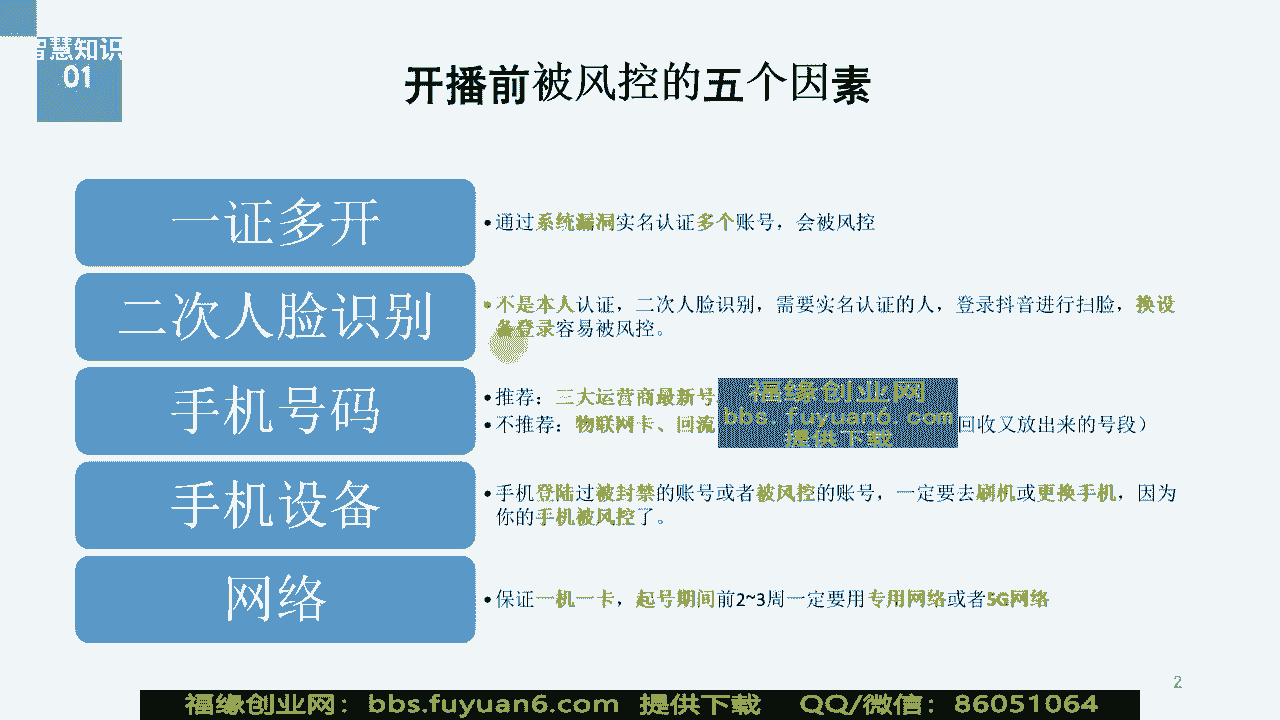 智慧知识
01
开播前被风控的五个因素
一证多开
•通过系统漏洞实名认证多个账号，会被风控
二次人脸识别
•不是本人认证，二次人脸识别，需要实名认证的人，登录抖音进行扫脸，换设
备登录容易被风控。
手机号码
•推荐：三大运营商最新号
•不推荐：物联网卡、回流
回收又放出来的号段）
福缘创业网
bbs.fuyuan6.com
提供下载
手机设备
•手机登陆过被封禁的账号或者被风控的账号，一定要去刷机或更换手机，因为
你的手机被风控了。
网络
•保证一机一卡，起号期间前2~3周一定要用专用网络或者5G网络
2
福缘创业网：bbs.fuyuan6.com 提供下载 QQ/微信：86051064